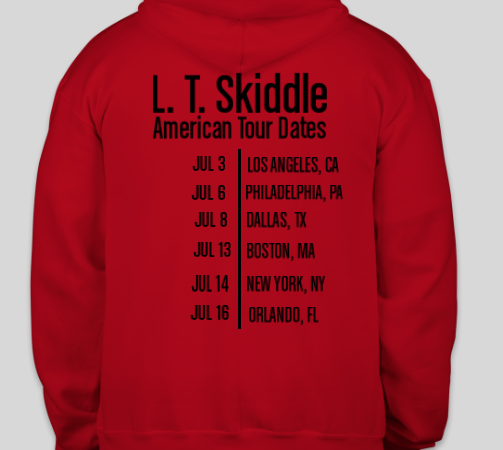 L. T. Skiddle
American Tour Dates
JUL 3 LOS ANGELES, CA
JUL 6 PHILADELPHIA, PA
JUL 8 DALLAS, TX
JUL 13 BOSTON, MA
JUL 14 NEW YORK, NY
JUL 16 ORLANDO, FL